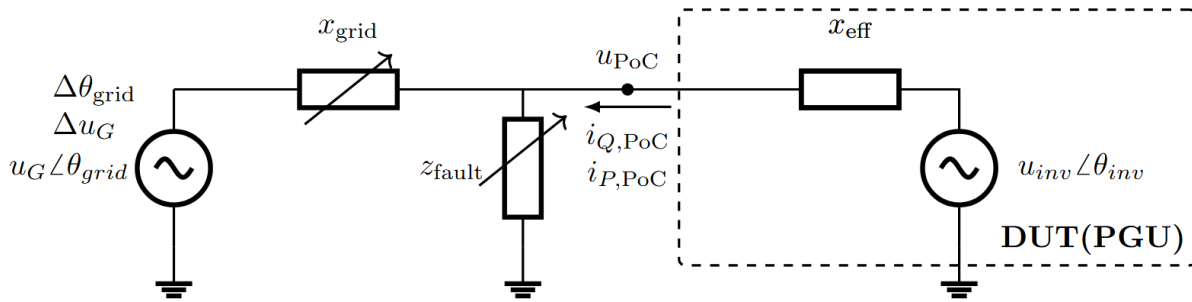 x_grid
x_eff
u_PoC
Δθ_grid
Δu_G
u_G∠θ_grid
z_fault
i_Q,PoC
i_P,PoC
u_inv∠θ_inv
DUT(PGU)